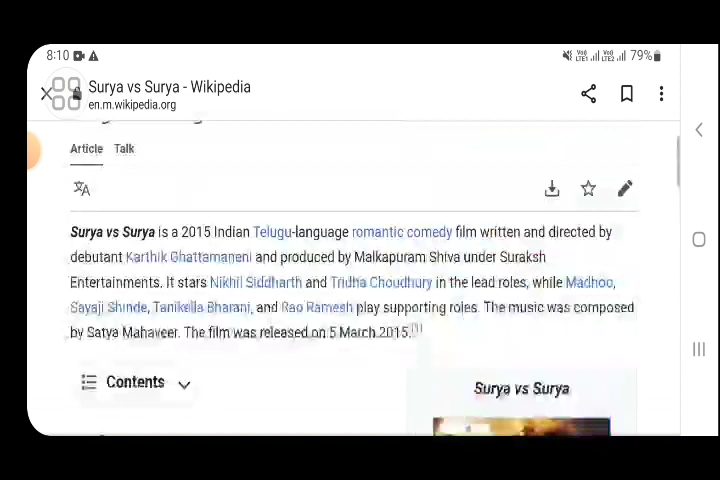 8:10 79%
Surya vs Surya - Wikipedia
en.m.wikipedia.org
Article Talk
Surya vs Surya is a 2015 Indian Telugu-language romantic comedy film written and directed by
debutant Karthik Ghattamaneni and produced by Malkapuram Shiva under Suraksh
Entertainments. It stars Nikhil Siddharth and Tridha Choudhury in the lead roles, while Madhoo,
Sayaji Shinde, Tanikella Bharani, and Rao Ramesh play supporting roles. The music was composed
by Satya Mahaveer. The film was released on 5 March 2015.[1]
Contents
Surya vs Surya